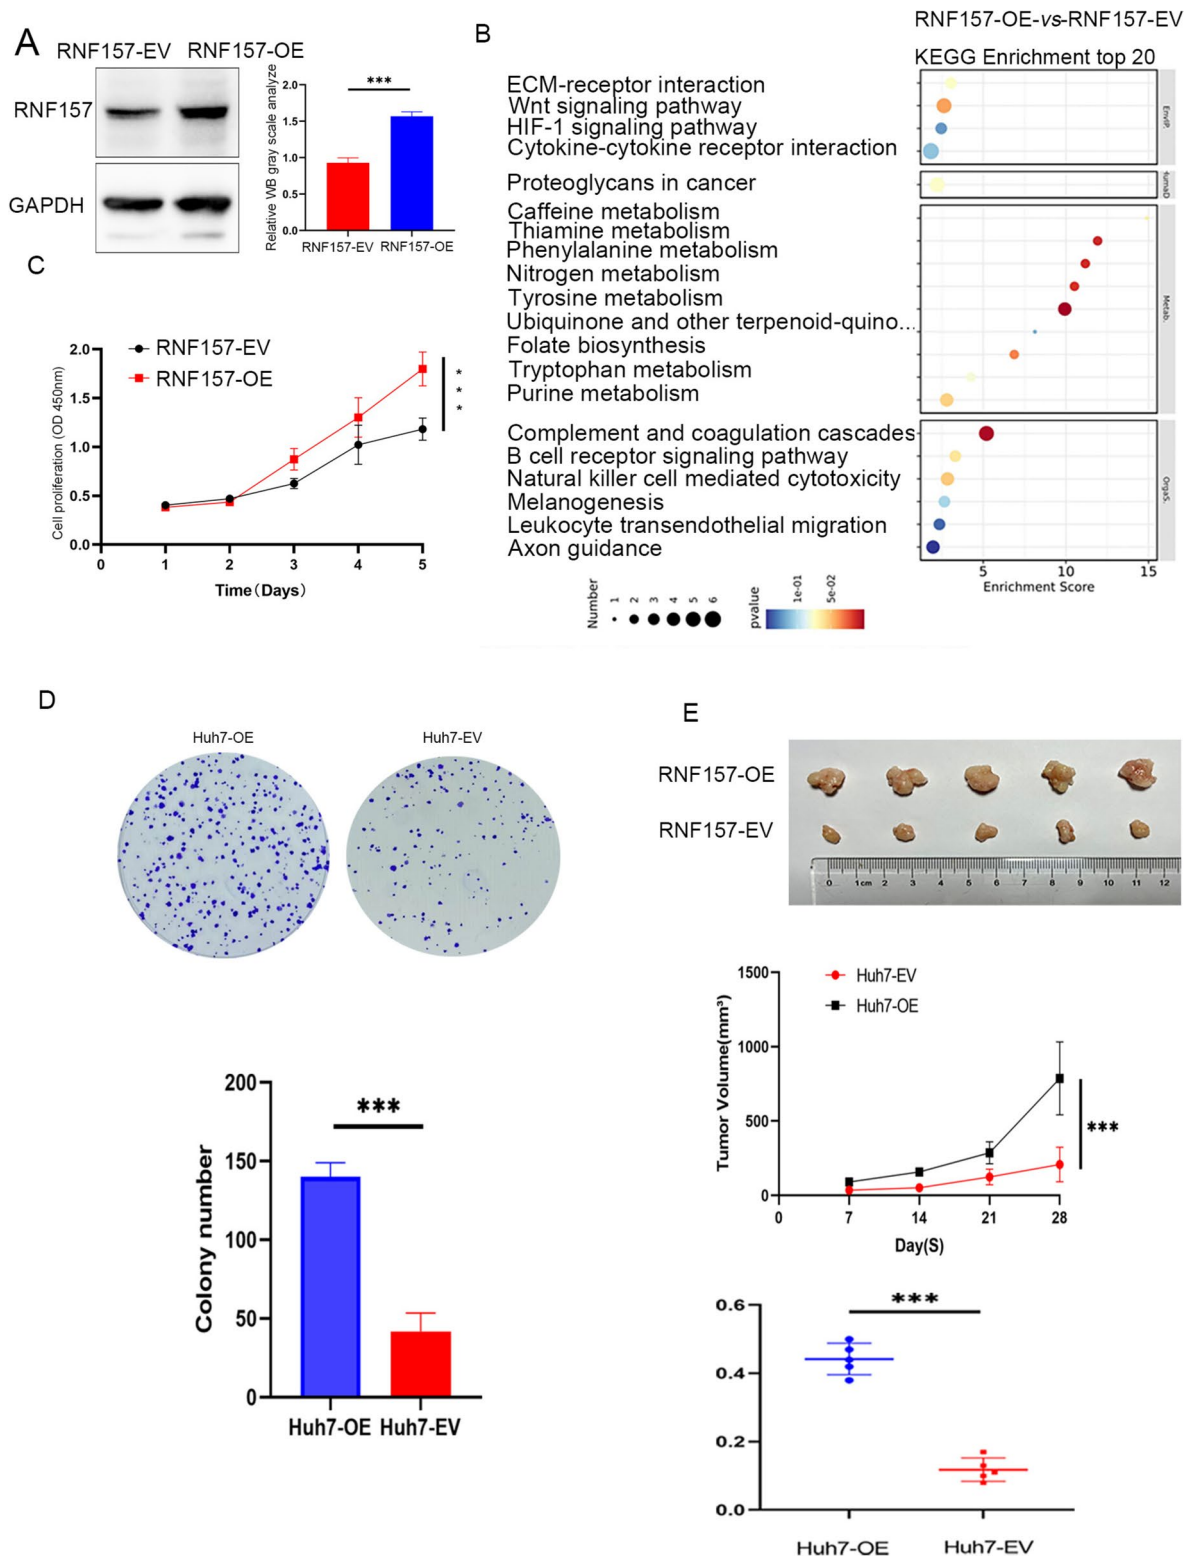 A
RNF157-EV
RNF157-OE
RNF157
GAPDH
Relative WB gray scale analyze
2.0
1.5
1.0
0.5
0.0
***
RNF157-EV
RNF157-OE
B
RNF157-OE-vs-RNF157-EV
KEGG Enrichment top 20
ECM-receptor interaction
Wnt signaling pathway
HIF-1 signaling pathway
Cytokine-cytokine receptor interaction
Proteoglycans in cancer
Caffeine metabolism
Thiamine metabolism
Phenylalanine metabolism
Nitrogen metabolism
Tyrosine metabolism
Ubiquinone and other terpenoid-quino...
Folate biosynthesis
Tryptophan metabolism
Purine metabolism
Complement and coagulation cascades
B cell receptor signaling pathway
Natural killer cell mediated cytotoxicity
Melanogenesis
Leukocyte transendothelial migration
Axon guidance
EnvIP.
HumaD
Metab.
OrgaS.
5 10 15
Enrichment Score
Number
1 2 3 4 5 6
pvalue
1e-01
5e-02
C
RNF157-EV
RNF157-OE
Cell proliferation (OD 450nm)
2.0
1.5
1.0
0.5
0.0
0 1 2 3 4 5
Time(Days)
***
D
Huh7-OE
Huh7-EV
Colony number
200
150
100
50
0
***
Huh7-OE Huh7-EV
E
RNF157-OE
RNF157-EV
0 1cm 2 3 4 5 6 7 8 9 10 11 12
Huh7-EV
Huh7-OE
Tumor Volume(mm³)
1500
1000
500
0
0 7 14 21 28
Day(S)
***
0.6
0.4
0.2
0.0
***
Huh7-OE
Huh7-EV